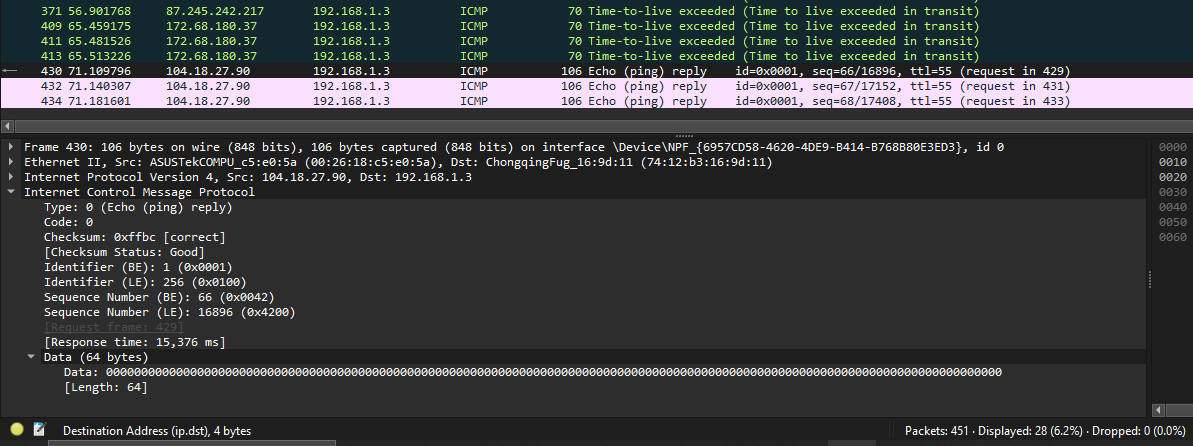 371 56.901768 87.245.242.217 192.168.1.3 ICMP 70 Time-to-live exceeded (Time to live exceeded in transit)
409 65.459175 172.68.180.37 192.168.1.3 ICMP 70 Time-to-live exceeded (Time to live exceeded in transit)
411 65.481526 172.68.180.37 192.168.1.3 ICMP 70 Time-to-live exceeded (Time to live exceeded in transit)
413 65.513226 172.68.180.37 192.168.1.3 ICMP 70 Time-to-live exceeded (Time to live exceeded in transit)
430 71.109796 104.18.27.90 192.168.1.3 ICMP 106 Echo (ping) reply id=0x0001, seq=66/16896, ttl=55 (request in 429)
432 71.140307 104.18.27.90 192.168.1.3 ICMP 106 Echo (ping) reply id=0x0001, seq=67/17152, ttl=55 (request in 431)
434 71.181601 104.18.27.90 192.168.1.3 ICMP 106 Echo (ping) reply id=0x0001, seq=68/17408, ttl=55 (request in 433)
Frame 430: 106 bytes on wire (848 bits), 106 bytes captured (848 bits) on interface \Device\NPF_{6957CD58-4620-4DE9-B414-B768B80E3ED3}, id 0
Ethernet II, Src: ASUSTekCOMPU_c5:e0:5a (00:26:18:c5:e0:5a), Dst: ChongqingFug_16:9d:11 (74:12:b3:16:9d:11)
Internet Protocol Version 4, Src: 104.18.27.90, Dst: 192.168.1.3
Internet Control Message Protocol
Type: 0 (Echo (ping) reply)
Code: 0
Checksum: 0xffbc [correct]
[Checksum Status: Good]
Identifier (BE): 1 (0x0001)
Identifier (LE): 256 (0x0100)
Sequence Number (BE): 66 (0x0042)
Sequence Number (LE): 16896 (0x4200)
[Request frame: 429]
[Response time: 15,376 ms]
Data (64 bytes)
Data: 00000000000000000000000000000000000000000000000000000000000000000000000000000000000000000000000000000000000000000000000000000000
[Length: 64]
0000
0010
0020
0030
0040
0050
0060
Destination Address (ip.dst), 4 bytes
Packets: 451 · Displayed: 28 (6.2%) · Dropped: 0 (0.0%)